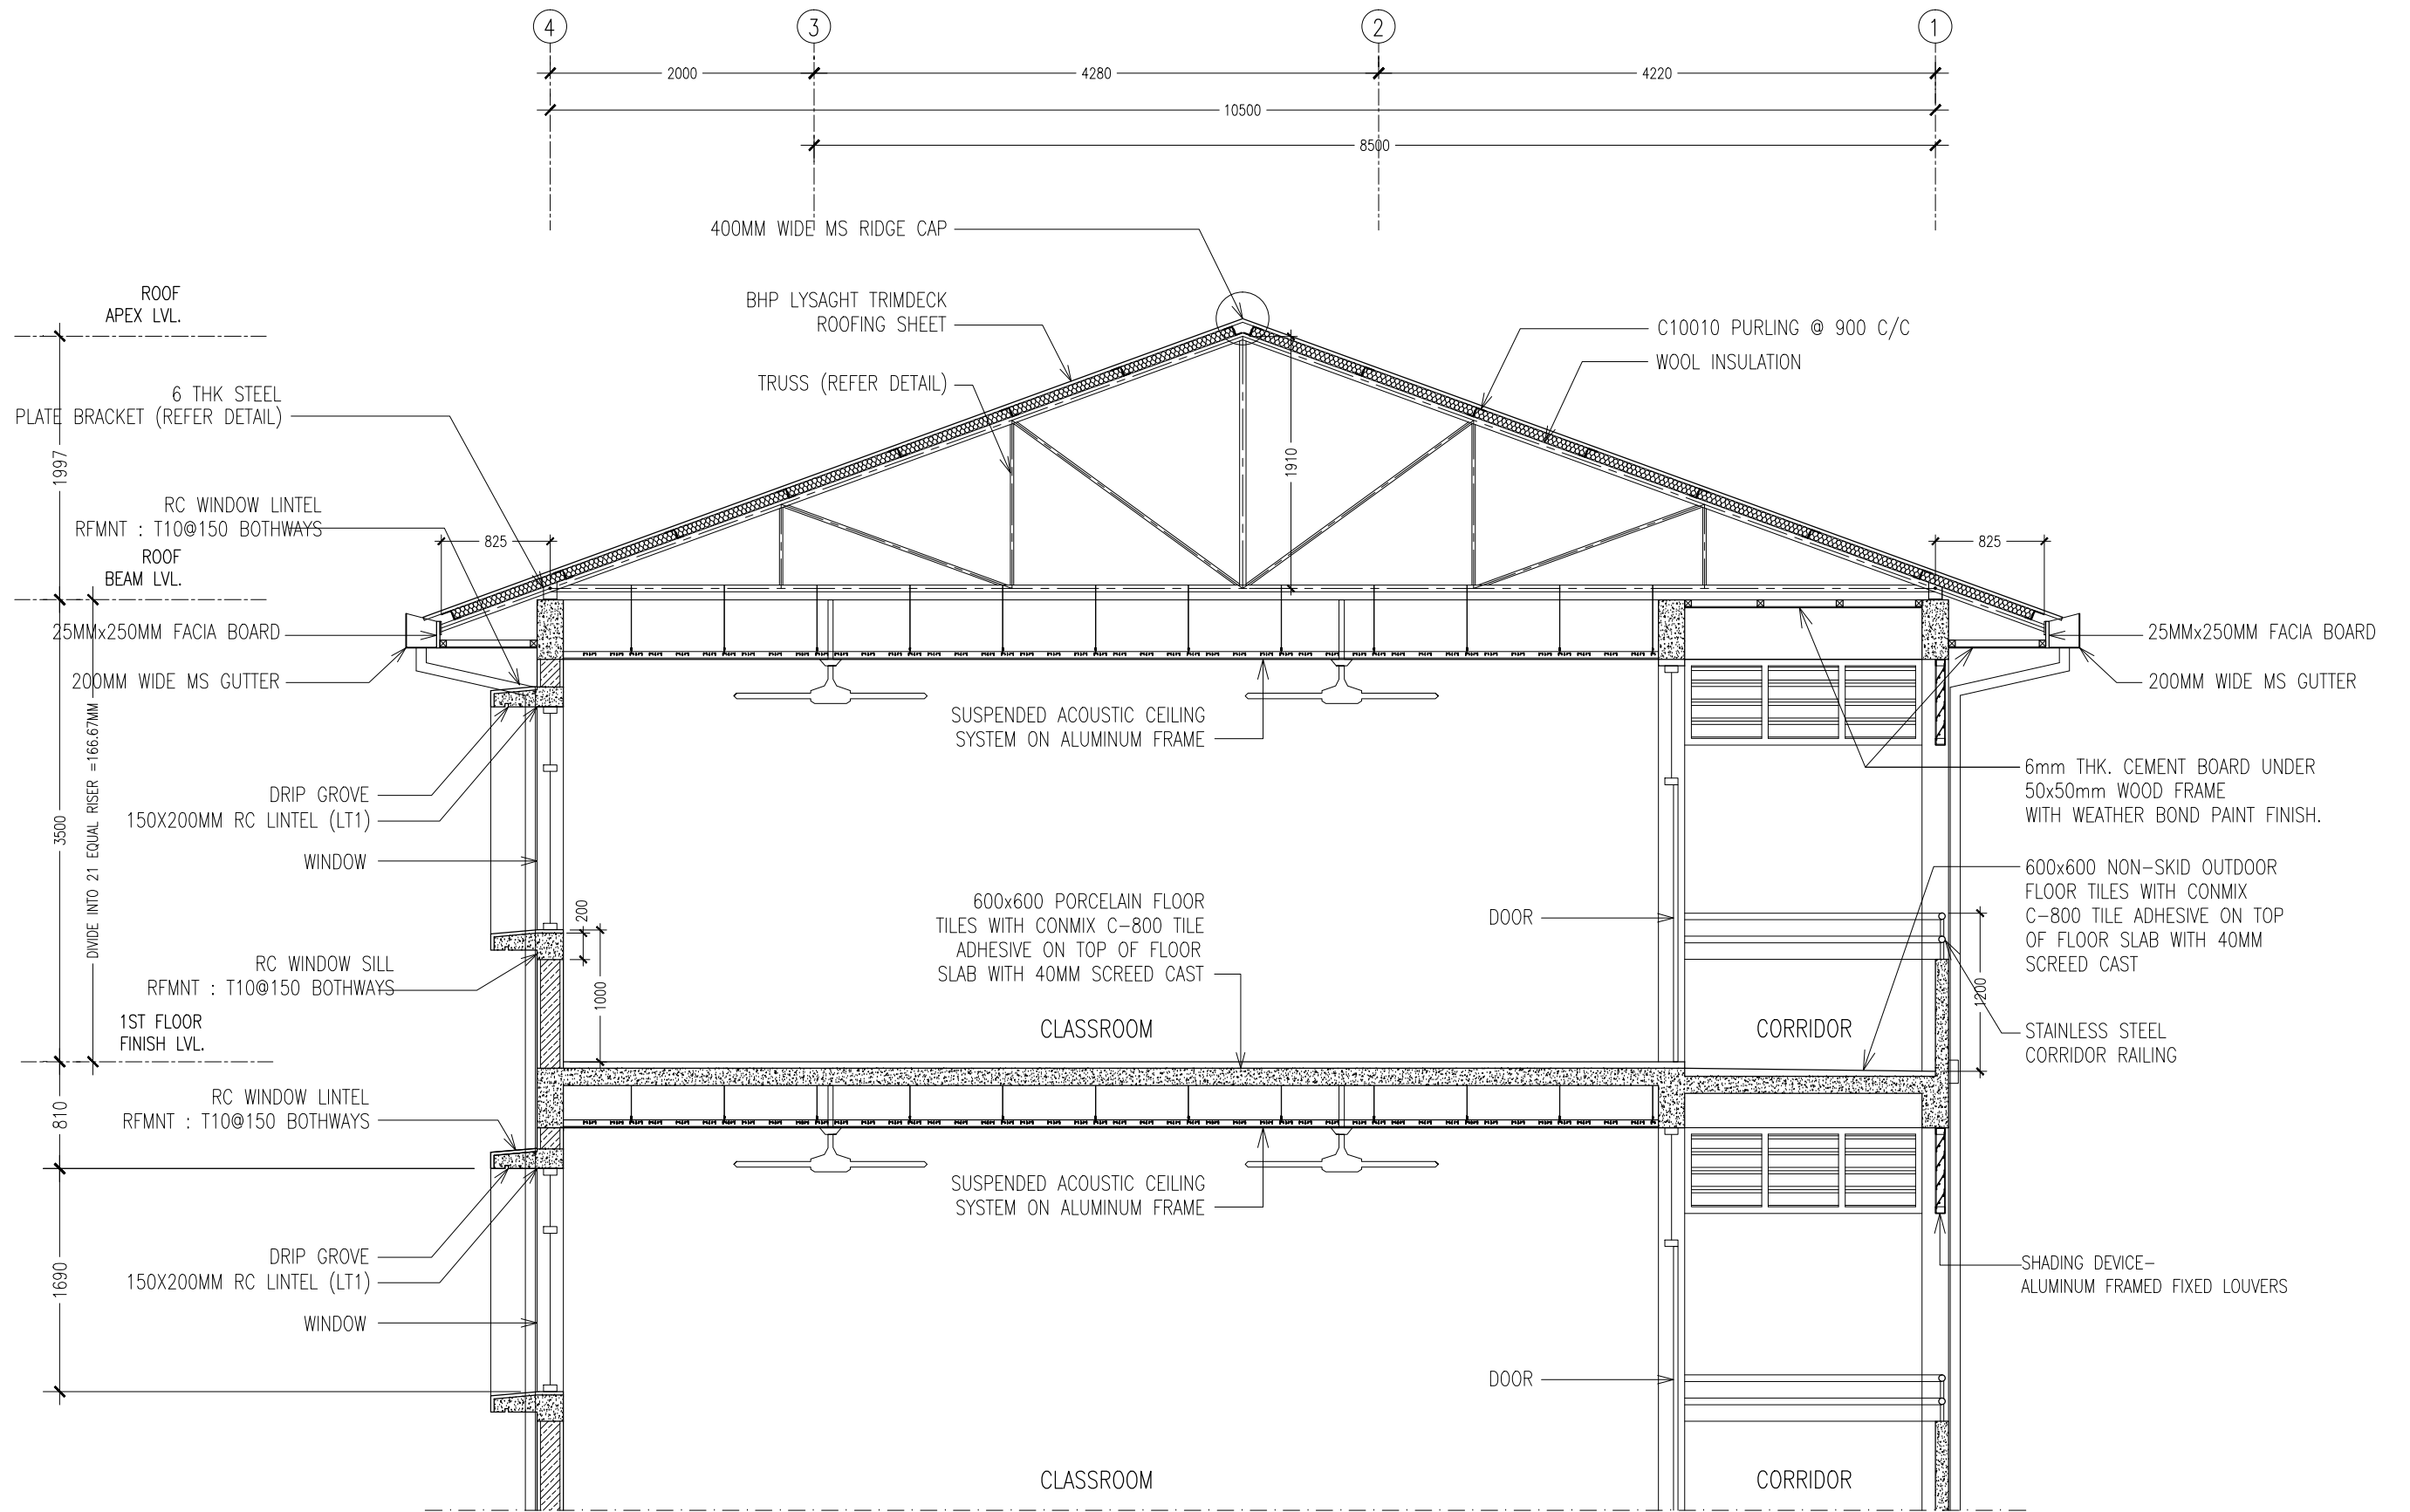 4
3
2
1
2000
4280
4220
10500
8500
400MM WIDE MS RIDGE CAP
ROOF
APEX LVL.
BHP LYSAGHT TRIMDECK
ROOFING SHEET
C10010 PURLING @ 900 C/C
WOOL INSULATION
TRUSS (REFER DETAIL)
6 THK STEEL
PLATE BRACKET (REFER DETAIL)
1997
1910
RC WINDOW LINTEL
RFMNT : T10@150 BOTHWAYS
825
825
ROOF
BEAM LVL.
25MMx250MM FACIA BOARD
200MM WIDE MS GUTTER
25MMx250MM FACIA BOARD
200MM WIDE MS GUTTER
SUSPENDED ACOUSTIC CEILING
SYSTEM ON ALUMINUM FRAME
DIVIDE INTO 21 EQUAL RISER =166.67MM
3500
DRIP GROVE
150X200MM RC LINTEL (LT1)
WINDOW
6mm THK. CEMENT BOARD UNDER
50x50mm WOOD FRAME
WITH WEATHER BOND PAINT FINISH.
600x600 NON-SKID OUTDOOR
FLOOR TILES WITH CONMIX
C-800 TILE ADHESIVE ON TOP
OF FLOOR SLAB WITH 40MM
SCREED CAST
600x600 PORCELAIN FLOOR
TILES WITH CONMIX C-800 TILE
ADHESIVE ON TOP OF FLOOR
SLAB WITH 40MM SCREED CAST
DOOR
200
1000
1200
RC WINDOW SILL
RFMNT : T10@150 BOTHWAYS
1ST FLOOR
FINISH LVL.
CLASSROOM
CORRIDOR
STAINLESS STEEL
CORRIDOR RAILING
810
RC WINDOW LINTEL
RFMNT : T10@150 BOTHWAYS
SUSPENDED ACOUSTIC CEILING
SYSTEM ON ALUMINUM FRAME
1690
DRIP GROVE
150X200MM RC LINTEL (LT1)
WINDOW
SHADING DEVICE-
ALUMINUM FRAMED FIXED LOUVERS
DOOR
CLASSROOM
CORRIDOR